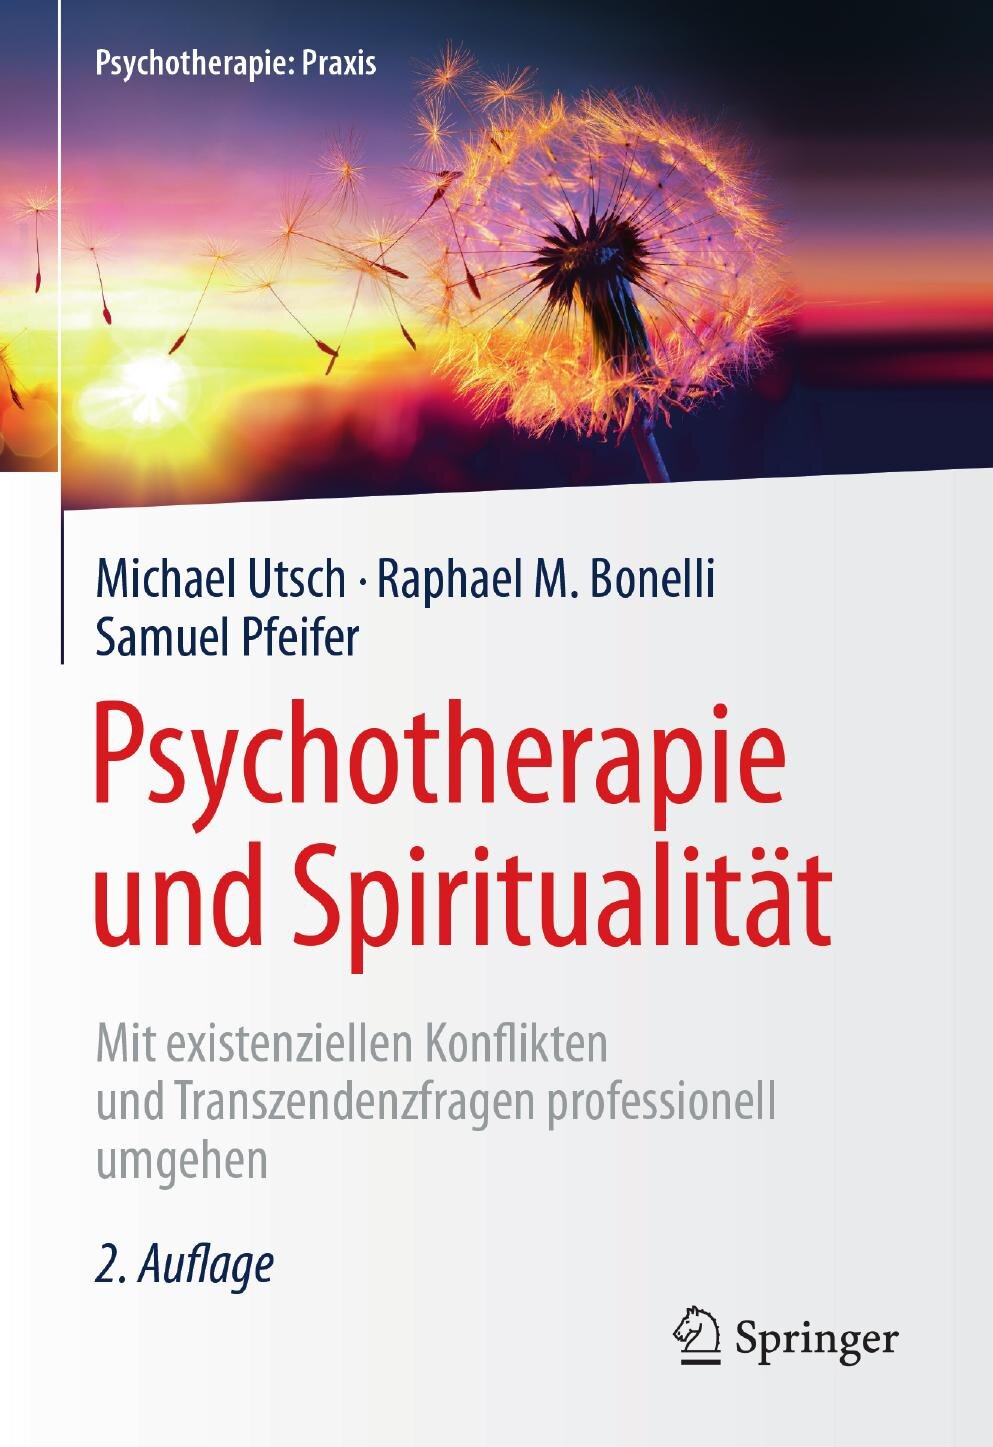 Psychotherapie: Praxis
Michael Utsch · Raphael M. Bonelli
Samuel Pfeifer
Psychotherapie
und Spiritualität
Mit existenziellen Konflikten
und Transzendenzfragen professionell
umgehen
2. Auflage
Springer